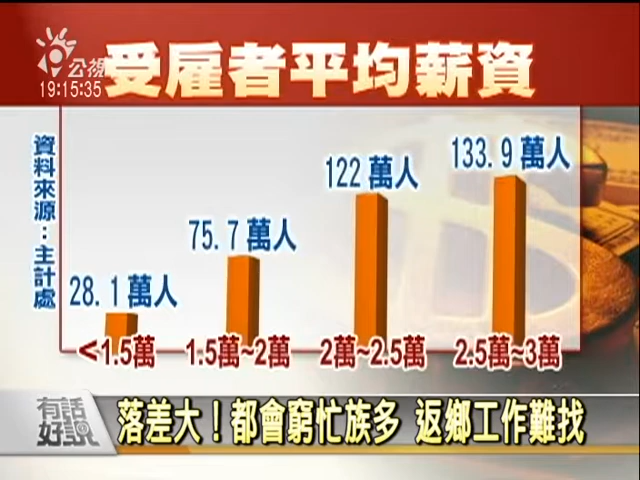 公視
19:15:35
受雇者平均薪資
資料來源：主計處
28.1萬人
75.7萬人
122萬人
133.9萬人
<1.5萬
1.5萬~2萬
2萬~2.5萬
2.5萬~3萬
有話好說
落差大！都會窮忙族多 返鄉工作難找